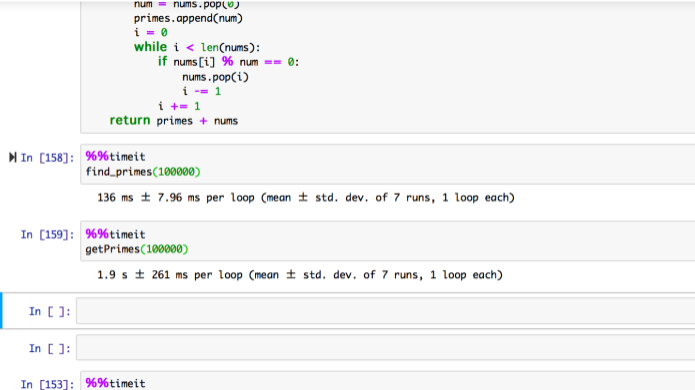 num = nums.pop(0)
primes.append(num)
i = 0
while i < len(nums):
if nums[i] % num == 0:
nums.pop(i)
i -= 1
i += 1
return primes + nums
In [158]: %%timeit
find_primes(100000)
136 ms ± 7.96 ms per loop (mean ± std. dev. of 7 runs, 1 loop each)
In [159]: %%timeit
getPrimes(100000)
1.9 s ± 261 ms per loop (mean ± std. dev. of 7 runs, 1 loop each)
In [ ]:
In [ ]:
In [153]: %%timeit